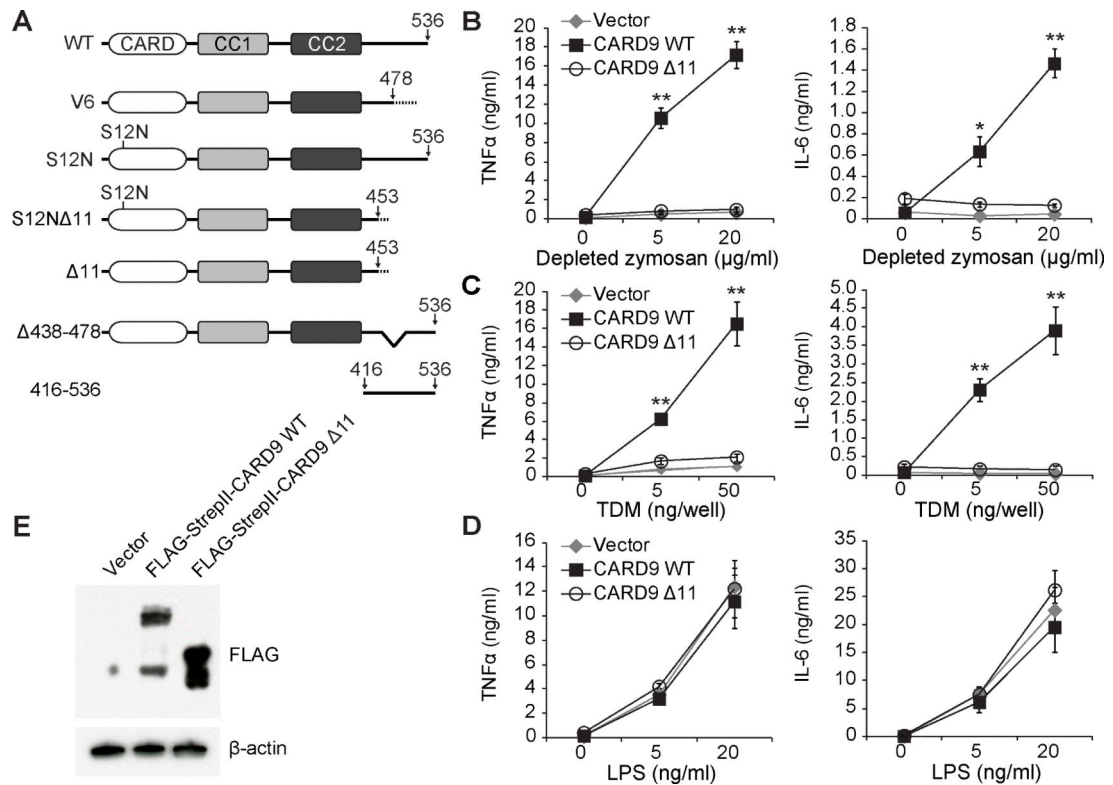 A
536
WT
CARD
CC1
CC2
478
V6
S12N
536
S12N
S12N
453
S12NΔ11
453
Δ11
536
Δ438-478
416
536
416-536
B
Vector
CARD9 WT
CARD9 Δ11
TNFα (ng/ml)
20
18
16
14
12
10
8
6
4
2
0
**
**
0
5
20
Depleted zymosan (μg/ml)
IL-6 (ng/ml)
1.8
1.6
1.4
1.2
1.0
0.8
0.6
0.4
0.2
0
*
**
0
5
20
Depleted zymosan (μg/ml)
C
Vector
CARD9 WT
CARD9 Δ11
TNFα (ng/ml)
20
18
16
14
12
10
8
6
4
2
0
**
**
0
5
50
TDM (ng/well)
IL-6 (ng/ml)
5.0
4.5
4.0
3.5
3.0
2.5
2.0
1.5
1.0
0.5
0
**
**
0
5
50
TDM (ng/well)
D
Vector
CARD9 WT
CARD9 Δ11
TNFα (ng/ml)
16
14
12
10
8
6
4
2
0
0
5
20
LPS (ng/ml)
IL-6 (ng/ml)
35
30
25
20
15
10
5
0
0
5
20
LPS (ng/ml)
E
Vector
FLAG-StrepII-CARD9 WT
FLAG-StrepII-CARD9 Δ11
FLAG
β-actin